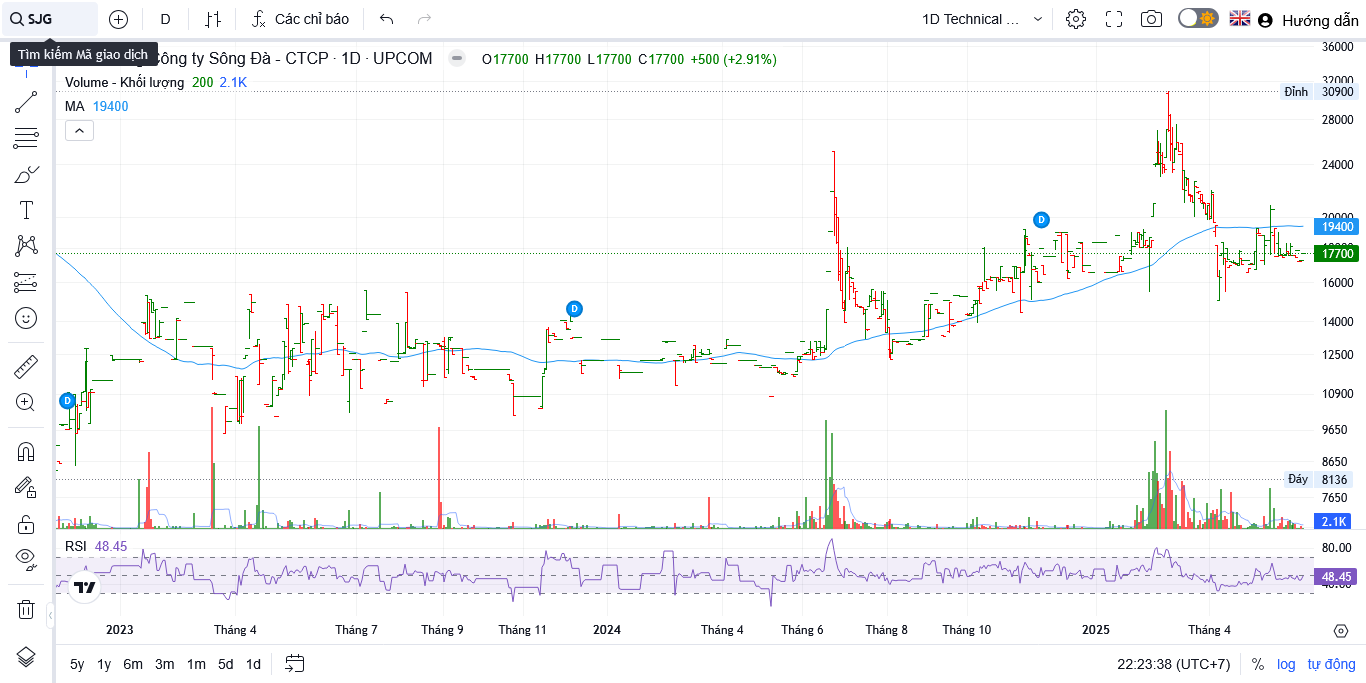 SJG
D
Các chỉ báo
1D Technical ...
Hướng dẫn
Tìm kiếm Mã giao dịch
ông ty Sông Đà - CTCP · 1D · UPCOM
O17700 H17700 L17700 C17700 +500 (+2.91%)
Volume - Khối lượng 200 2.1K
MA 19400
36000
32000
Đỉnh 30900
28000
24000
20000
19400
17700
16000
14000
12500
10900
9650
8650
Đáy 8136
7650
2.1K
D
D
D
RSI 48.45
80.00
48.45
2023
Tháng 4
Tháng 7
Tháng 9
Tháng 11
2024
Tháng 4
Tháng 6
Tháng 8
Tháng 10
2025
Tháng 4
5y 1y 6m 3m 1m 5d 1d
22:23:38 (UTC+7)
% log tự động